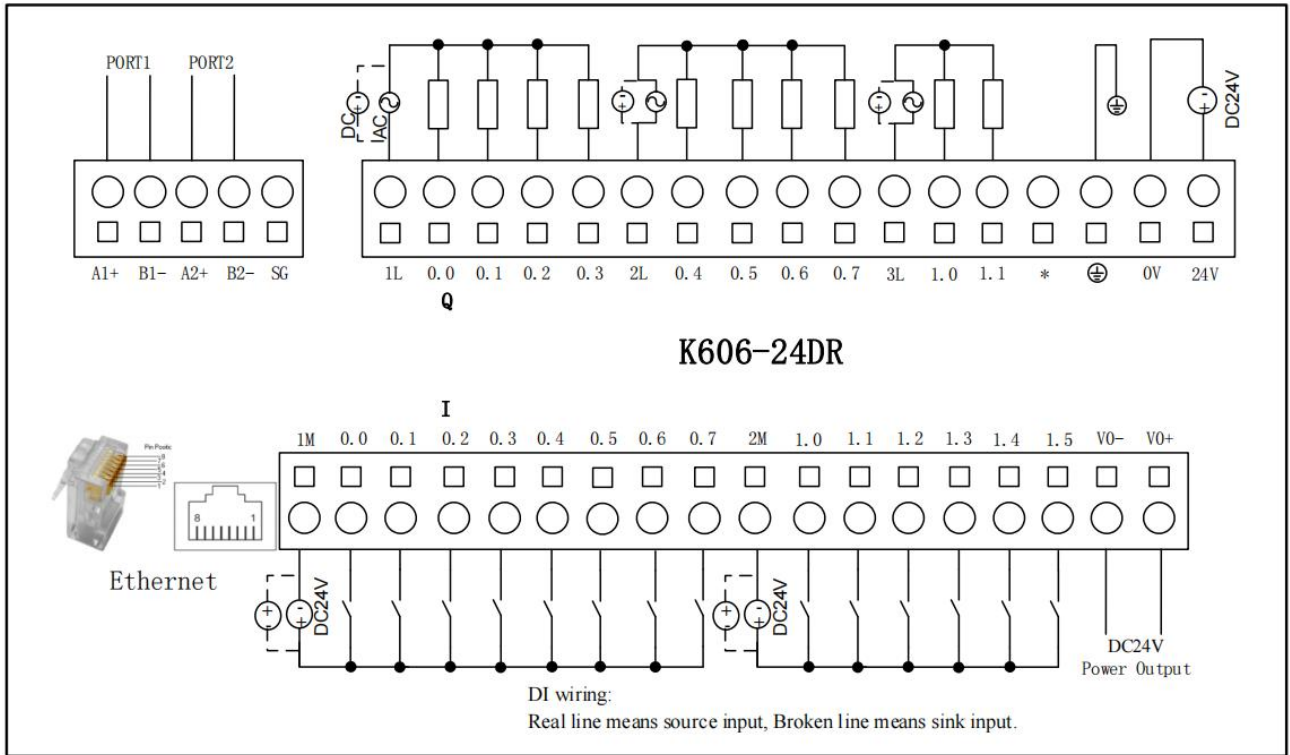 PORT1 PORT2
DC
IAC
DC24V
A1+ B1- A2+ B2- SG
1L 0.0 0.1 0.2 0.3 2L 0.4 0.5 0.6 0.7 3L 1.0 1.1 * 0V 24V
Q
K606-24DR
I
1M 0.0 0.1 0.2 0.3 0.4 0.5 0.6 0.7 2M 1.0 1.1 1.2 1.3 1.4 1.5 V0- V0+
8 1
Ethernet
DC24V
DC24V
DC24V
Power Output
DI wiring:
Real line means source input, Broken line means sink input.